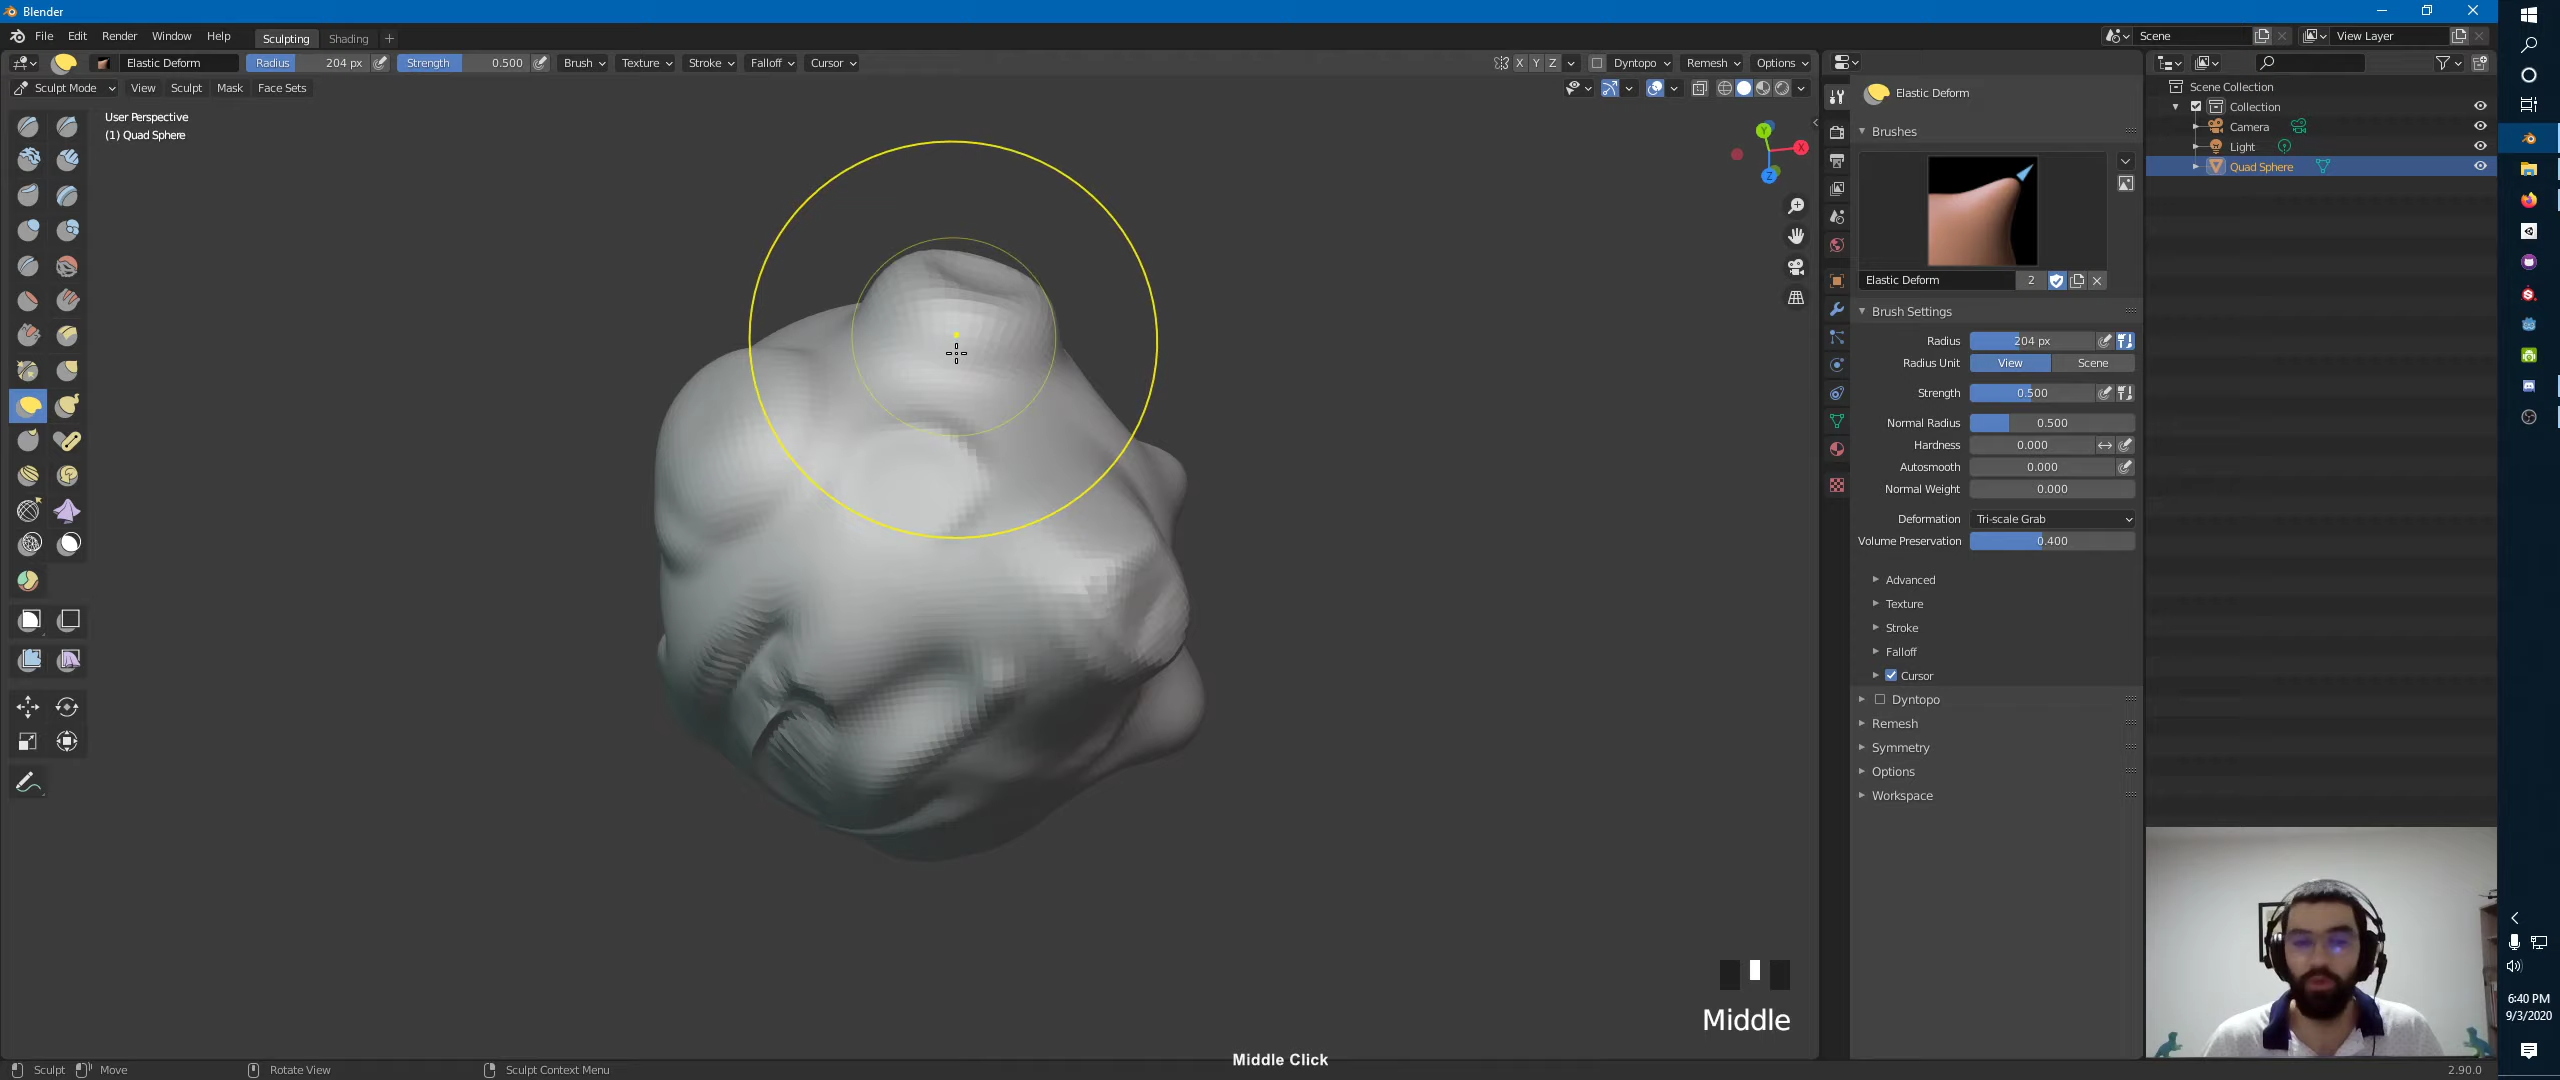 Blender
File Edit Render Window Help Sculpting Shading + Scene View Layer
Elastic Deform Radius 204 px Strength 0.500 Brush Texture Stroke Falloff Cursor X Y Z Dyntopo Remesh Options
Sculpt Mode View Sculpt Mask Face Sets
User Perspective
(1) Quad Sphere
Y
X
Z
Elastic Deform
Brushes
Elastic Deform 2
Brush Settings
Radius 204 px
Radius Unit View Scene
Strength 0.500
Normal Radius 0.500
Hardness 0.000
Autosmooth 0.000
Normal Weight 0.000
Deformation Tri-scale Grab
Volume Preservation 0.400
Advanced
Texture
Stroke
Falloff
Cursor
Dyntopo
Remesh
Symmetry
Options
Workspace
Scene Collection
Collection
Camera
Light
Quad Sphere
Middle
Middle Click
Sculpt Move Rotate View Sculpt Context Menu 2.90.0
6:40 PM
9/3/2020